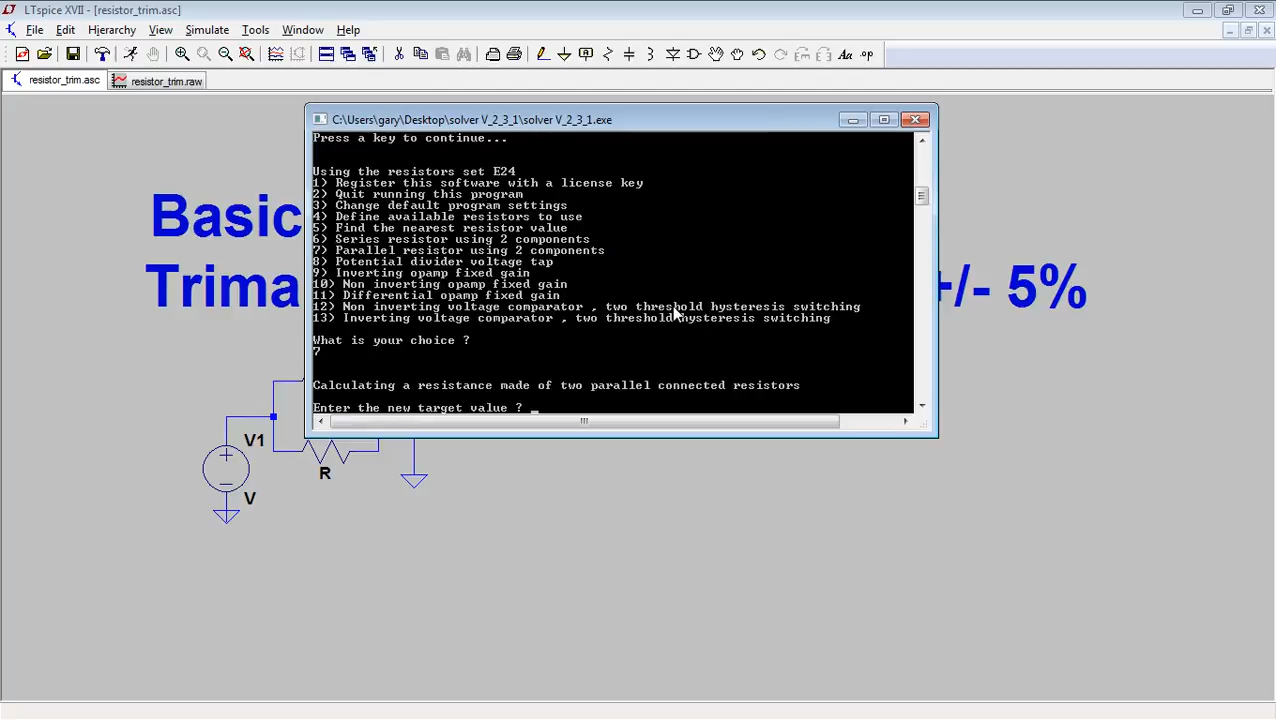 LTspice XVII - [resistor_trim.asc]
File Edit Hierarchy View Simulate Tools Window Help
resistor_trim.asc resistor_trim.raw
C:\Users\gary\Desktop\solver V_2_3_1\solver V_2_3_1.exe
Press a key to continue...
Using the resistors set E24
1) Register this software with a license key
2) Quit running this program
3) Change default program settings
4) Define available resistors to use
5) Find the nearest resistor value
6) Series resistor using 2 components
7) Parallel resistor using 2 components
8) Potential divider voltage tap
9) Inverting opamp fixed gain
10) Non inverting opamp fixed gain
11) Differential opamp fixed gain
12) Non inverting voltage comparator , two threshold hysteresis switching
13) Inverting voltage comparator , two threshold hysteresis switching
What is your choice ?
7
Calculating a resistance made of two parallel connected resistors
Enter the new target value ? _
Basic
Trima +/- 5%
V1
R
V
Aa .op